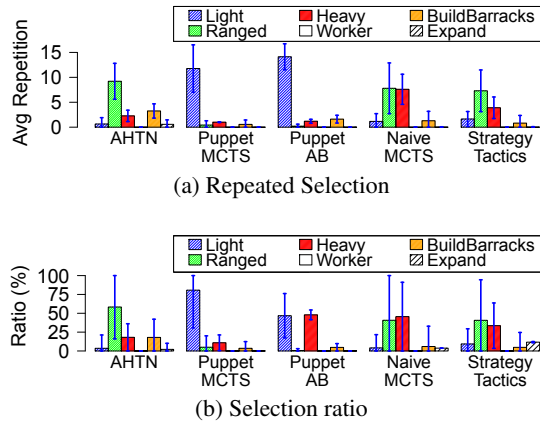 Light Heavy BuildBarracks
Ranged Worker Expand
Avg Repetition
15
10
5
0
AHTN Puppet MCTS Puppet AB Naive MCTS Strategy Tactics
(a) Repeated Selection
Light Heavy BuildBarracks
Ranged Worker Expand
Ratio (%)
100
75
50
25
0
AHTN Puppet MCTS Puppet AB Naive MCTS Strategy Tactics
(b) Selection ratio